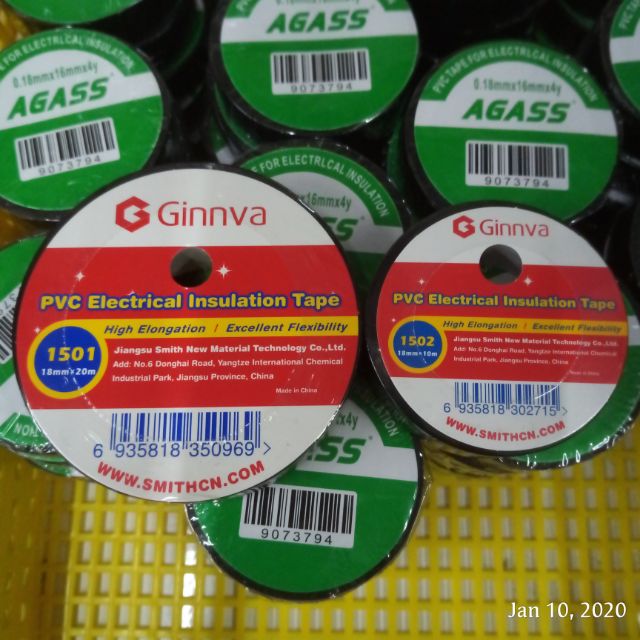 0.18mmx16mmx4y
AGASS
9073794
AGASS
9073794
PVC TAPE FOR ELECTRLCAL INSULATION
0.18mmx16mmx4y
AGASS
9073794
TAPE FOR ELECTRLCAL INSULATION
Ginnva
PVC Electrical Insulation Tape
High Elongation / Excellent Flexibility
1501
18mm×20m
Jiangsu Smith New Material Technology Co.,Ltd.
Add: No.6 Donghai Road, Yangtze International Chemical
Industrial Park, Jiangsu Province, China
Made in China
6 935818 350969 >
WWW.SMITHCN.COM
Ginnva
PVC Electrical Insulation Tape
High Elongation / Excellent Flexibility
1502
18mm×10m
Jiangsu Smith New Material Technology Co.,Ltd.
Add: No.6 Donghai Road, Yangtze International Chemical
Industrial Park, Jiangsu Province, China
6 935818 302715 >
WWW.SMITHCN.COM
AGASS
9073794
Jan 10, 2020